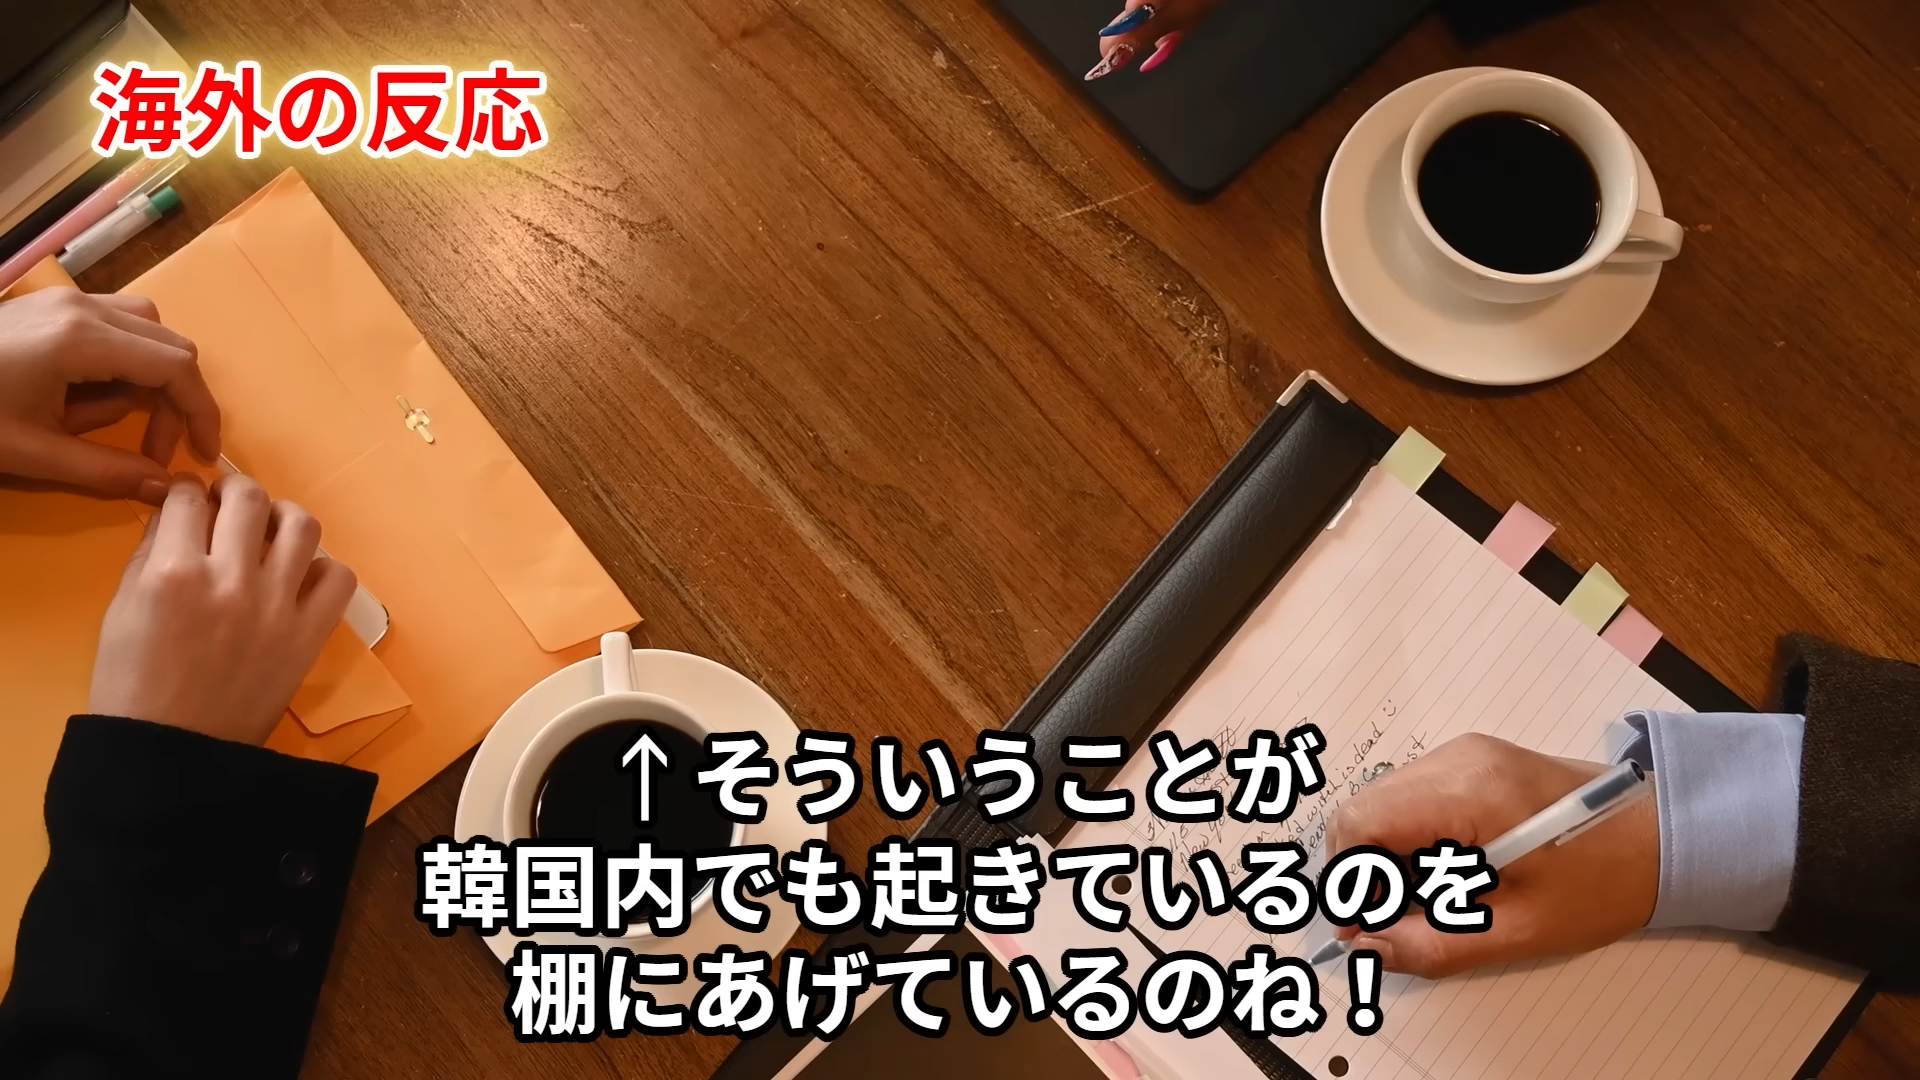 海外の反応
↑そういうことが
韓国内でも起きているのを
棚にあげているのね！